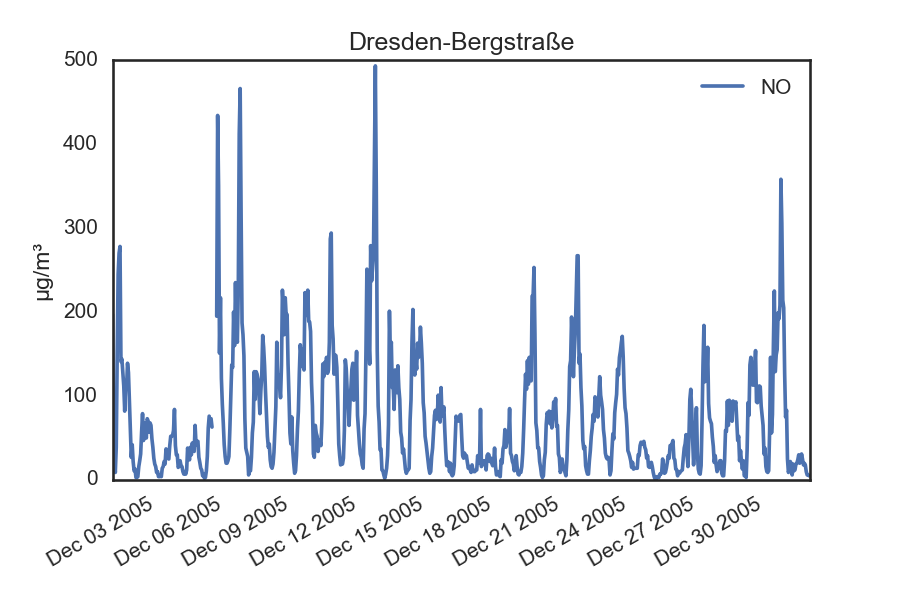 Dresden-Bergstraße
NO
µg/m³
500
400
300
200
100
0
Dec 03 2005
Dec 06 2005
Dec 09 2005
Dec 12 2005
Dec 15 2005
Dec 18 2005
Dec 21 2005
Dec 24 2005
Dec 27 2005
Dec 30 2005